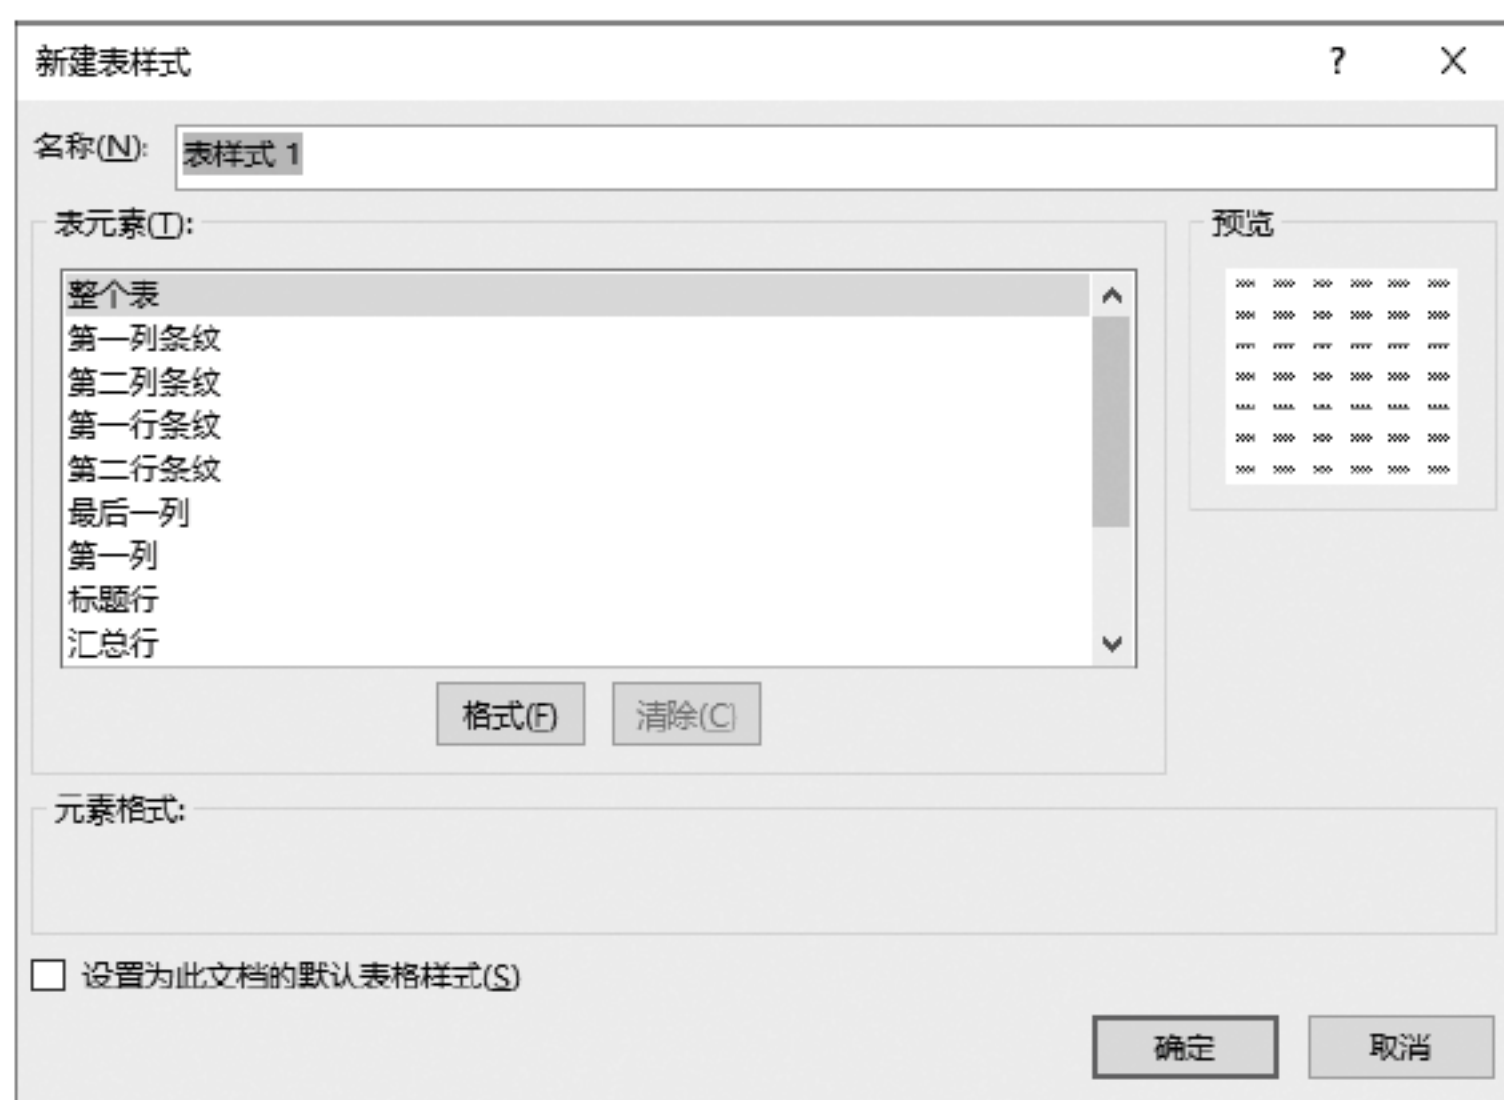 新建表样式 ?
名称(N): 表样式 1
表元素(T):
整个表
第一列条纹
第二列条纹
第一行条纹
第二行条纹
最后一列
第一列
标题行
汇总行
格式(F) 清除(C)
预览
元素格式:
设置为此文档的默认表格样式(S)
确定 取消